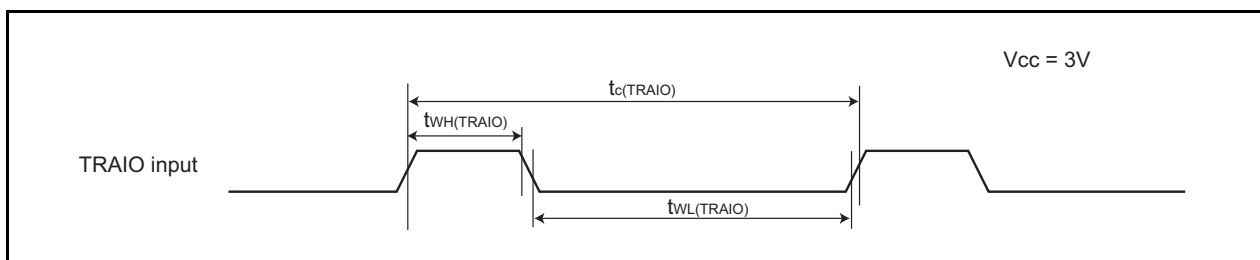 Vcc = 3V
tc(TRAIO)
tWH(TRAIO)
TRAIO input
tWL(TRAIO)